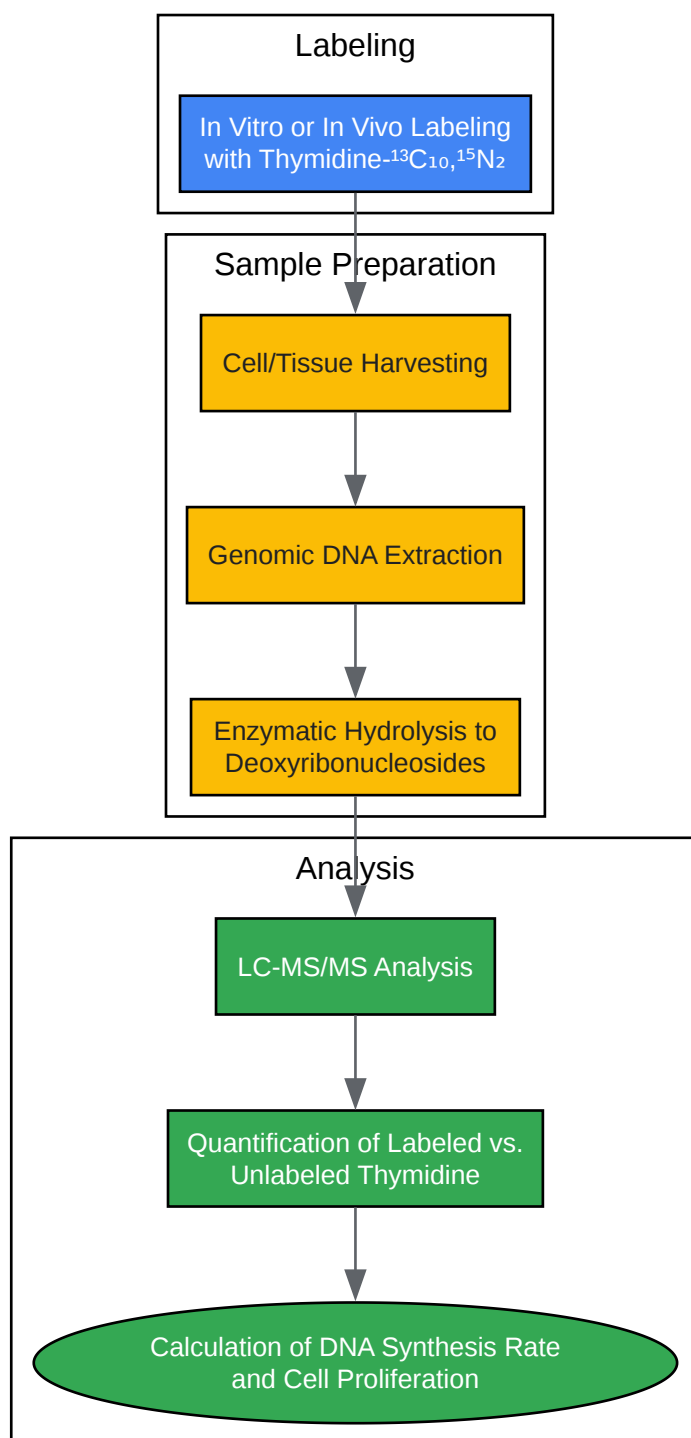 Labeling
In Vitro or In Vivo Labeling
with Thymidine-¹³C₁₀,¹⁵N₂
Sample Preparation
Cell/Tissue Harvesting
Genomic DNA Extraction
Enzymatic Hydrolysis to
Deoxyribonucleosides
Analysis
LC-MS/MS Analysis
Quantification of Labeled vs.
Unlabeled Thymidine
Calculation of DNA Synthesis Rate
and Cell Proliferation